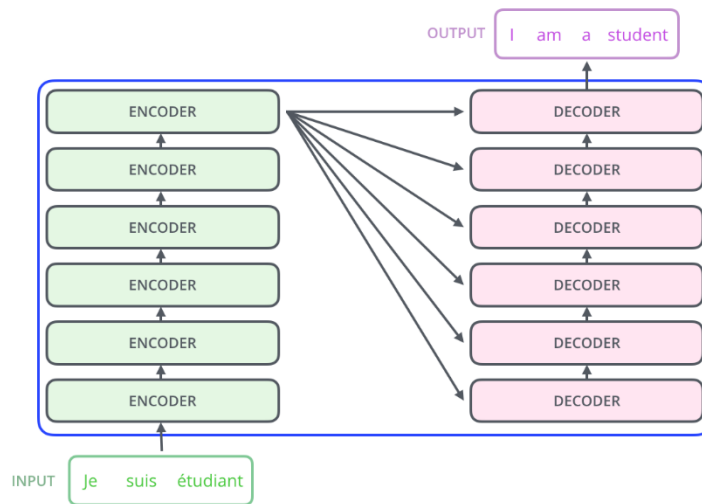 OUTPUT
I am a student
ENCODER
DECODER
ENCODER
DECODER
ENCODER
DECODER
ENCODER
DECODER
ENCODER
DECODER
ENCODER
DECODER
INPUT
Je suis étudiant